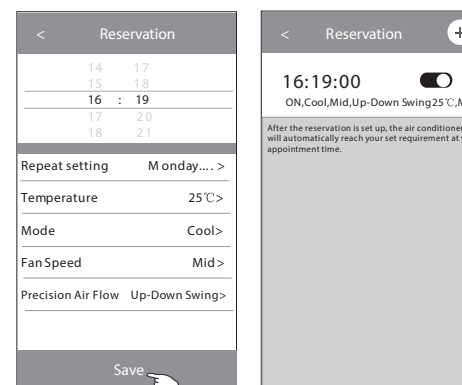 < Reservation
14 17
15 18
16 : 19
17 20
18 21
Repeat setting Monday.... >
Temperature 25℃>
Mode Cool>
Fan Speed Mid>
Precision Air Flow Up-Down Swing>
Save
< Reservation +
16:19:00
ON,Cool,Mid,Up-Down Swing25℃,M
After the reservation is set up, the air conditioner
will automatically reach your set requirement at
appointment time.